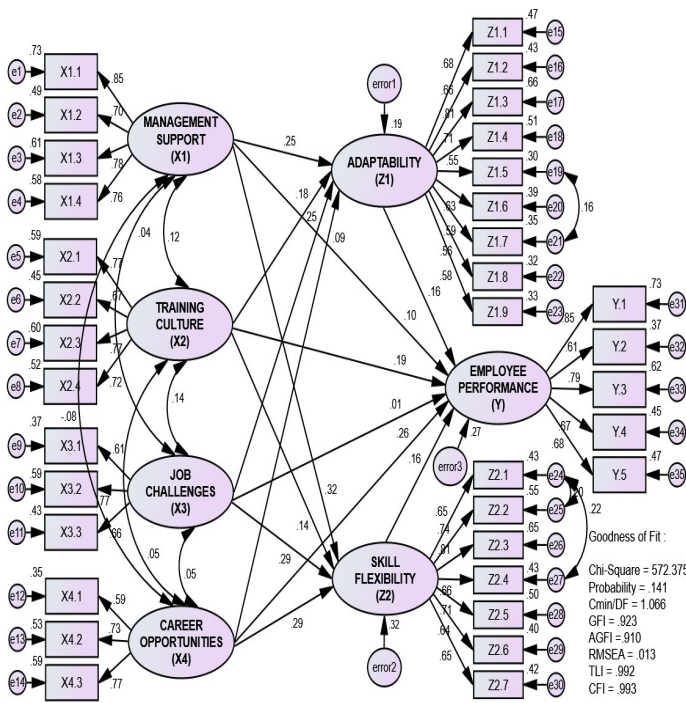 .73
e1
X1.1
.85
.49
e2
X1.2
.70
.61
e3
X1.3
.78
.58
e4
X1.4
.76
MANAGEMENT
SUPPORT
(X1)
.59
e5
X2.1
.77
.45
e6
X2.2
.67
.60
e7
X2.3
.77
.52
e8
X2.4
.72
TRAINING
CULTURE
(X2)
.37
e9
X3.1
.61
.59
e10
X3.2
.77
.43
e11
X3.3
.66
JOB
CHALLENGES
(X3)
.35
e12
X4.1
.59
.53
e13
X4.2
.73
.59
e14
X4.3
.77
CAREER
OPPORTUNITIES
(X4)
.04
.12
-.08
.14
.05
.05
.25
.18
.25
.09
.10
.19
.01
.26
.32
.14
.29
.29
.16
.16
error1
.19
ADAPTABILITY
(Z1)
.47
Z1.1
e15
.68
.43
Z1.2
e16
.66
.66
Z1.3
e17
.81
.51
Z1.4
e18
.71
.30
Z1.5
e19
.55
.39
Z1.6
e20
.63
.35
Z1.7
e21
.59
.32
Z1.8
e22
.56
.33
Z1.9
e23
.58
.16
EMPLOYEE
PERFORMANCE
(Y)
error3
.27
.73
Y.1
e31
.85
.37
Y.2
e32
.61
.62
Y.3
e33
.79
.45
Y.4
e34
.67
.47
Y.5
e35
.68
SKILL
FLEXIBILITY
(Z2)
.32
error2
.43
Z2.1
e24
.65
.55
Z2.2
e25
.74
.65
Z2.3
e26
.81
.43
Z2.4
e27
.66
.50
Z2.5
e28
.71
.40
Z2.6
e29
.64
.42
Z2.7
e30
.65
.22
Goodness of Fit :
Chi-Square = 572.375
Probability = .141
Cmin/DF = 1.066
GFI = .923
AGFI =.910
RMSEA = .013
TLI = .992
CFI = .993